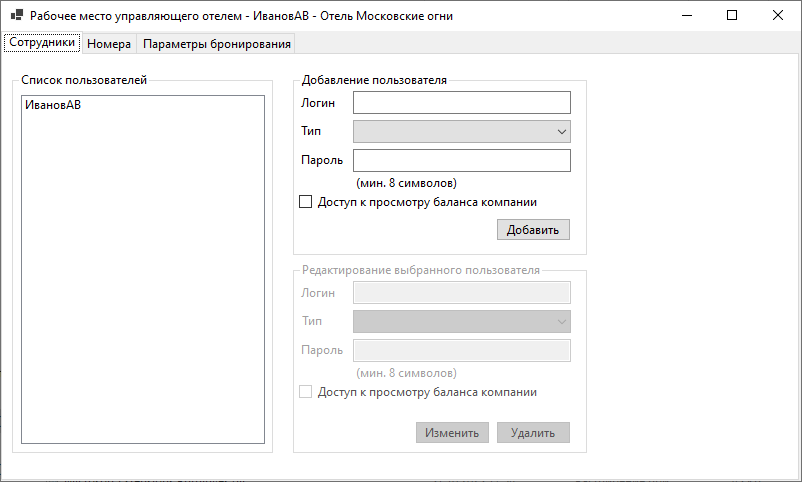 Рабочее место управляющего отелем - ИвановАВ - Отель Московские огни
Сотрудники Номера Параметры бронирования
Список пользователей
ИвановАВ
Добавление пользователя
Логин
Тип
Пароль
(мин. 8 символов)
Доступ к просмотру баланса компании
Добавить
Редактирование выбранного пользователя
Логин
Тип
Пароль
(мин. 8 символов)
Доступ к просмотру баланса компании
Изменить Удалить